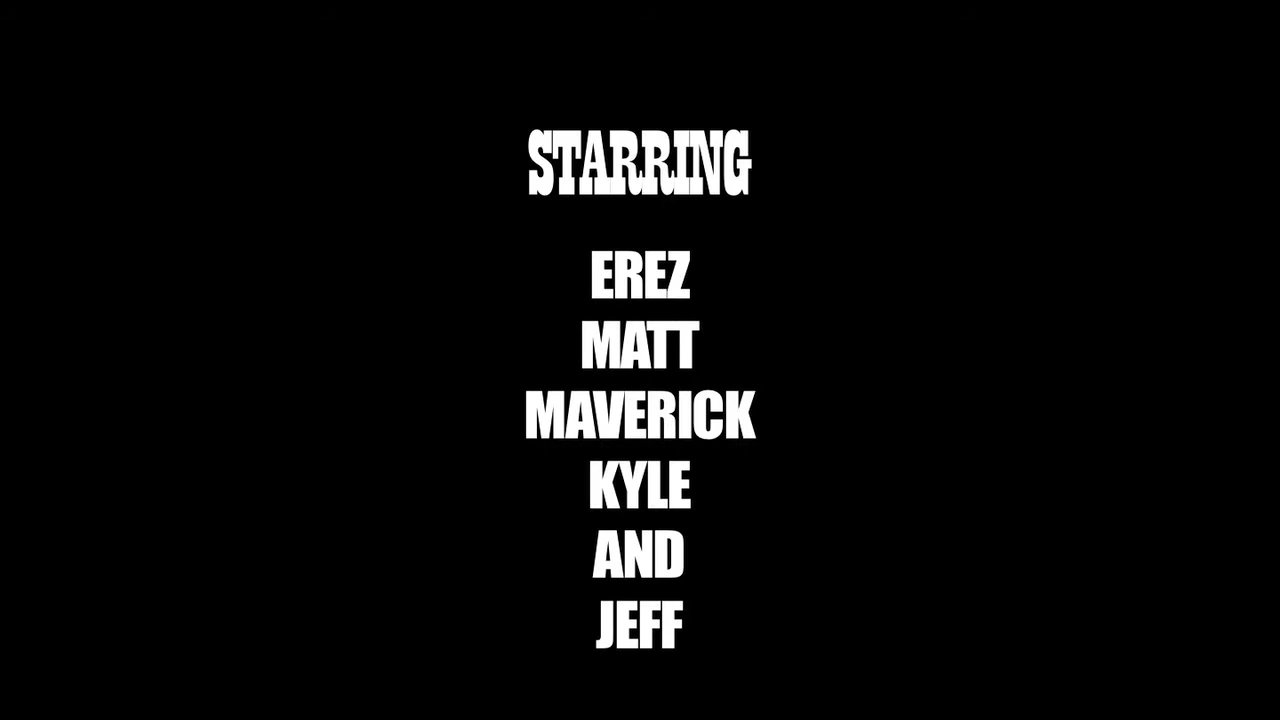 STARRING
EREZ
MATT
MAVERICK
KYLE
AND
JEFF